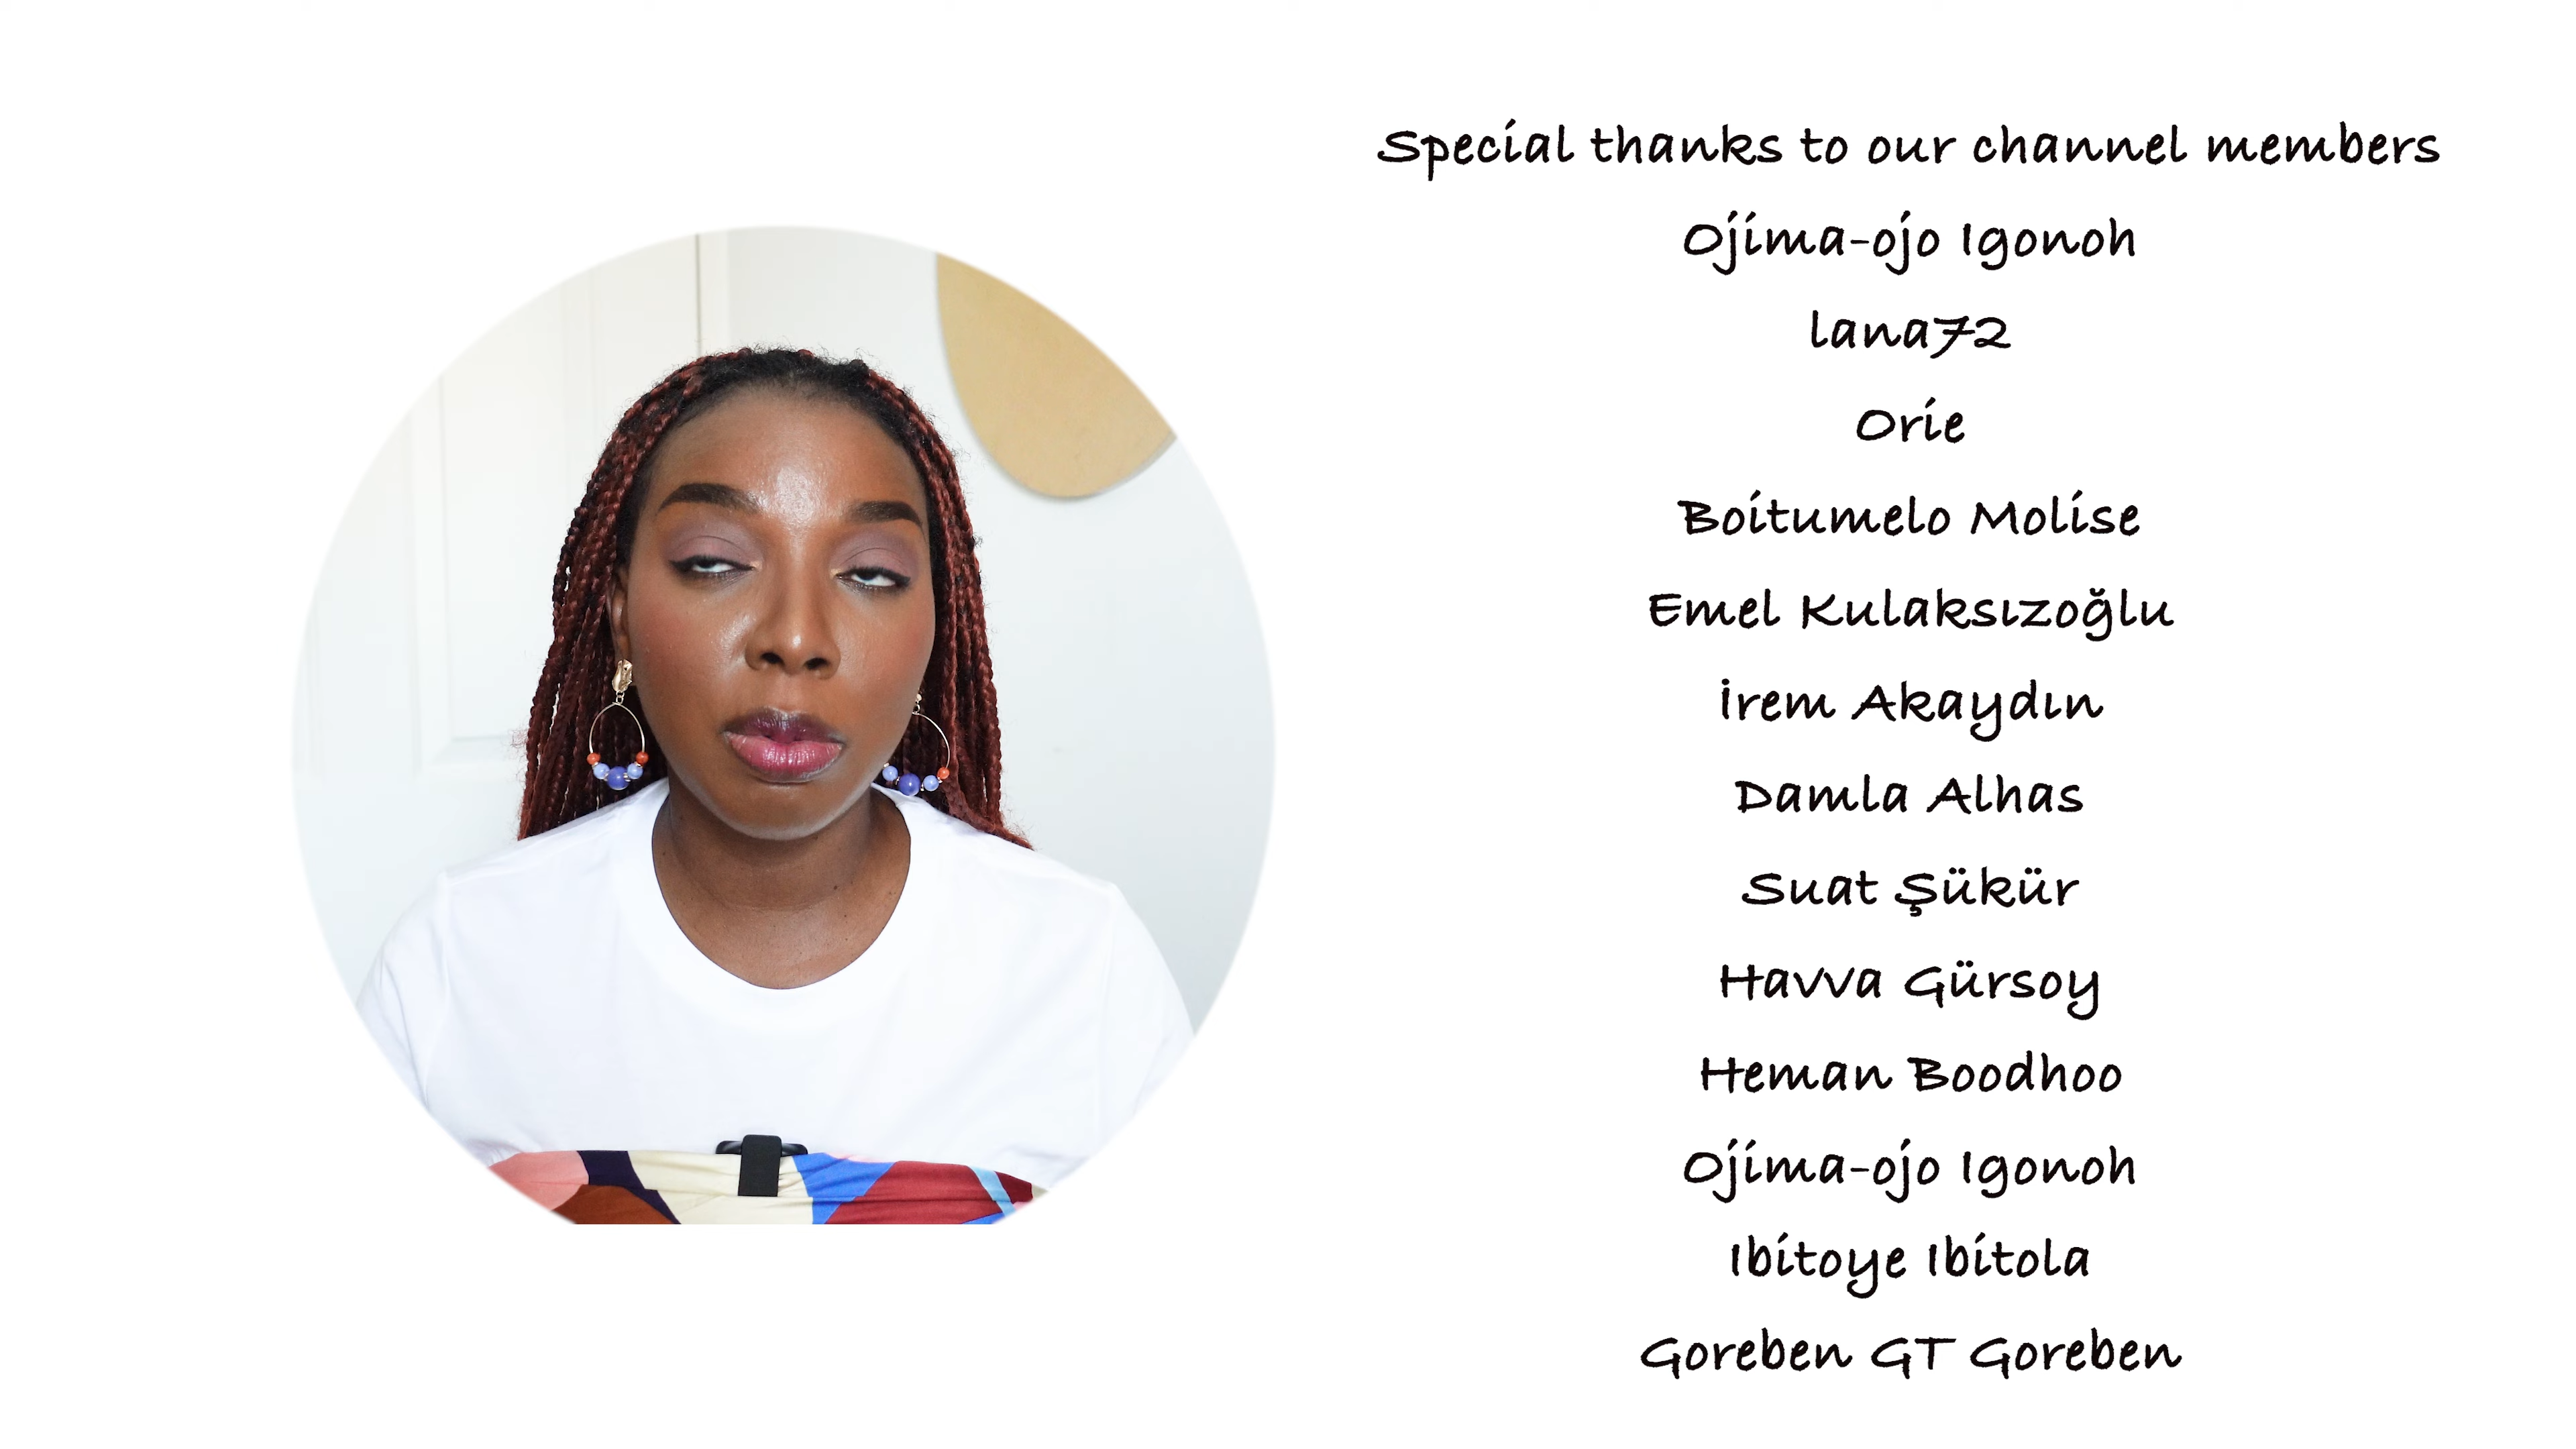 Special thanks to our channel members
Ojima-ojo Igonoh
lana72
Orie
Boitumelo Molise
Emel Kulaksızoğlu
İrem Akaydın
Damla Alhas
Suat Şükür
Havva Gürsoy
Heman Boodhoo
Ojima-ojo Igonoh
Ibitoye Ibitola
Goreben GT Goreben